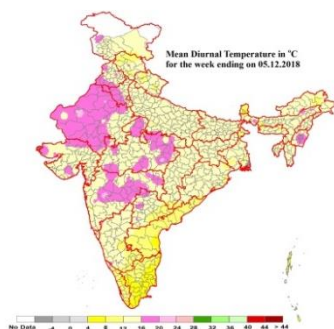 Mean Diurnal Temperature in °C
for the week ending on 05.12.2018
No Data -4 0 4 8 12 16 20 24 28 32 36 40 44 > 44